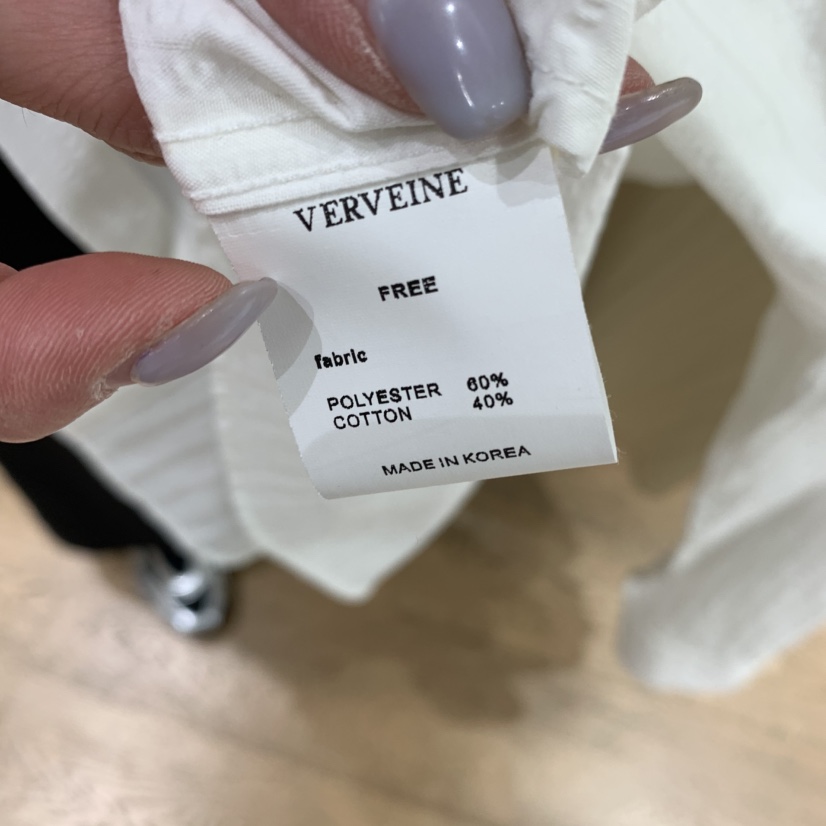 VERVEINE
FREE
fabric
POLYESTER 60%
COTTON 40%
MADE IN KOREA